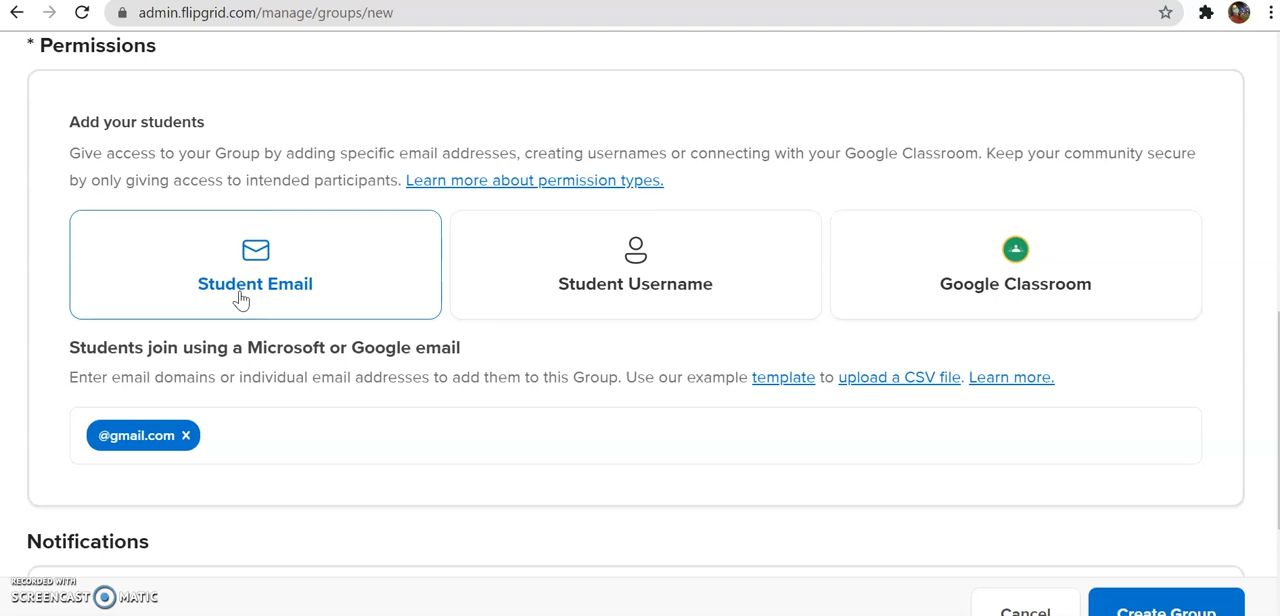 admin.flipgrid.com/manage/groups/new
* Permissions
Add your students
Give access to your Group by adding specific email addresses, creating usernames or connecting with your Google Classroom. Keep your community secure
by only giving access to intended participants. Learn more about permission types.
Student Email
Student Username
Google Classroom
Students join using a Microsoft or Google email
Enter email domains or individual email addresses to add them to this Group. Use our example template to upload a CSV file. Learn more.
@gmail.com ×
Notifications
RECORDED WITH
SCREENCAST MATIC
Cancel
Create Group